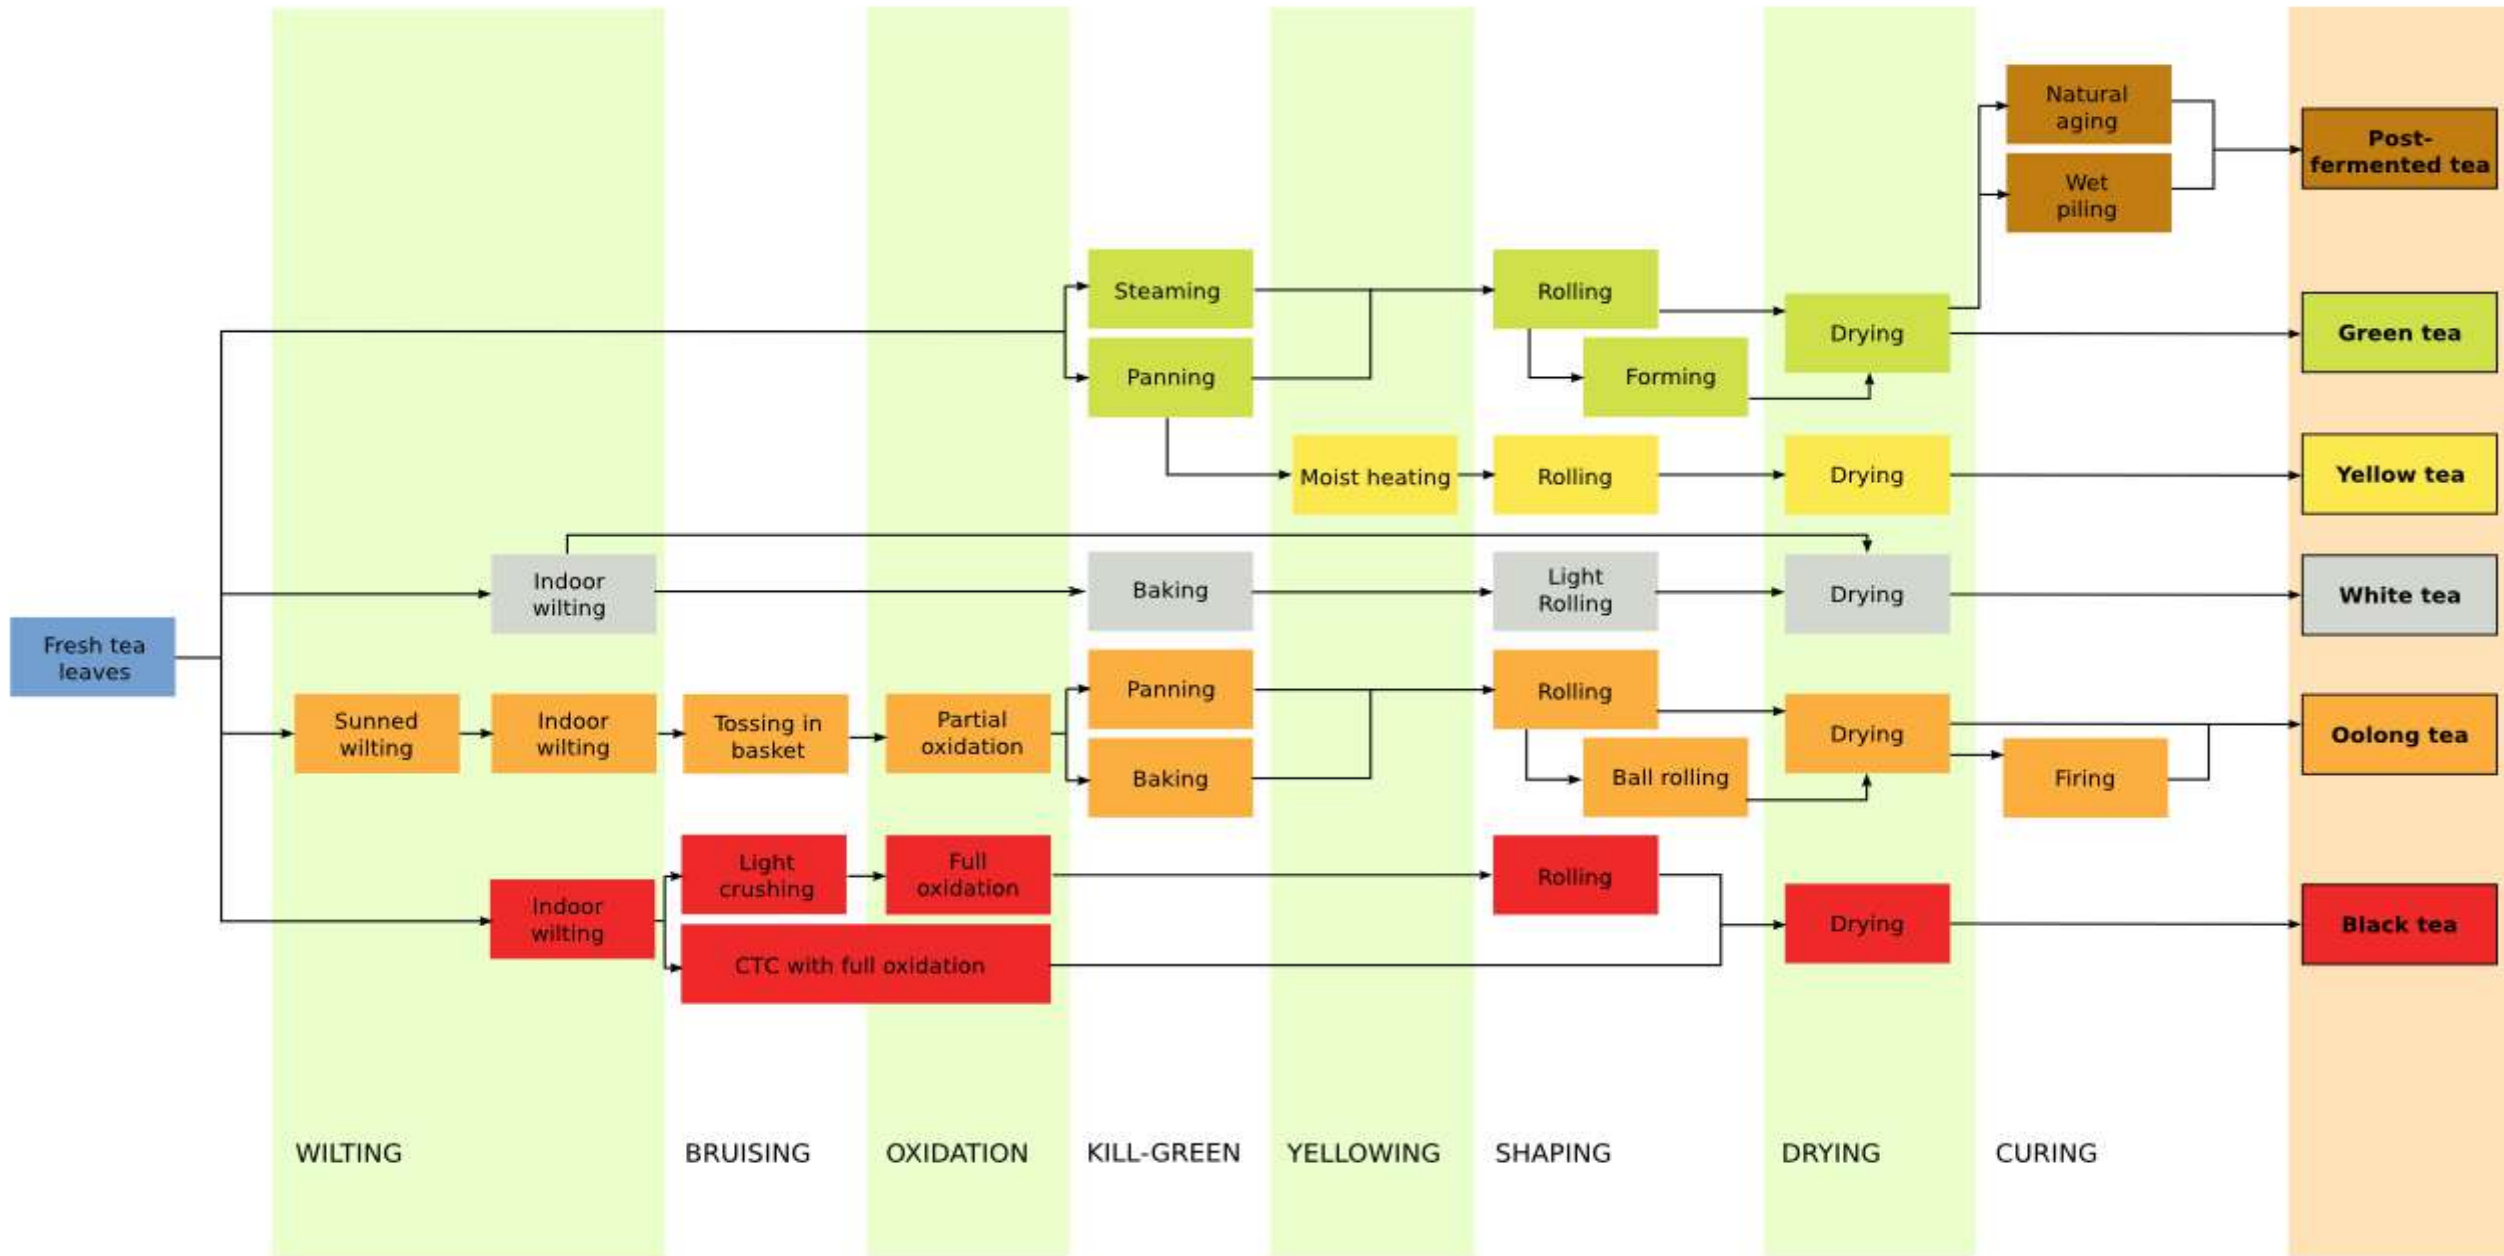 Natural
aging
Post-
fermented tea
Wet
piling
Steaming
Rolling
Drying
Green tea
Panning
Forming
Moist heating
Rolling
Drying
Yellow tea
Indoor
wilting
Baking
Light
Rolling
Drying
White tea
Fresh tea
leaves
Sunned
wilting
Indoor
wilting
Tossing in
basket
Partial
oxidation
Panning
Baking
Rolling
Ball rolling
Drying
Firing
Oolong tea
Indoor
wilting
Light
crushing
Full
oxidation
CTC with full oxidation
Rolling
Drying
Black tea
WILTING
BRUISING
OXIDATION
KILL-GREEN
YELLOWING
SHAPING
DRYING
CURING